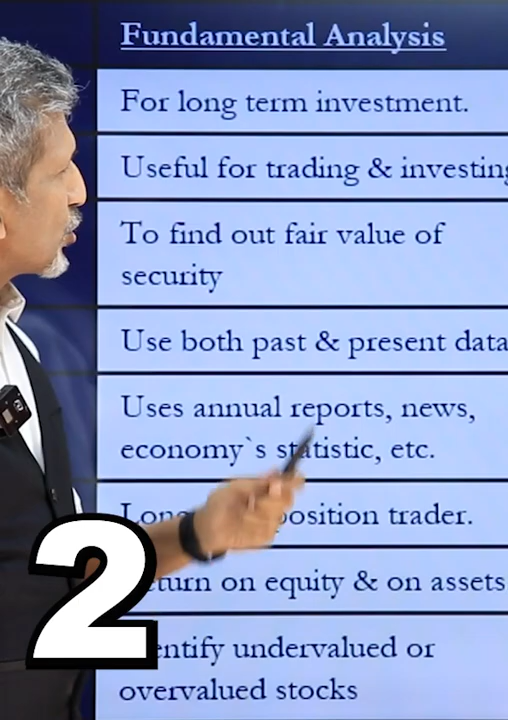 Fundamental Analysis
For long term investment.
Useful for trading & investing
To find out fair value of
security
Use both past & present data
Uses annual reports, news,
economy`s statistic, etc.
position trader.
on equity & on assets
undervalued or
overvalued stocks
2